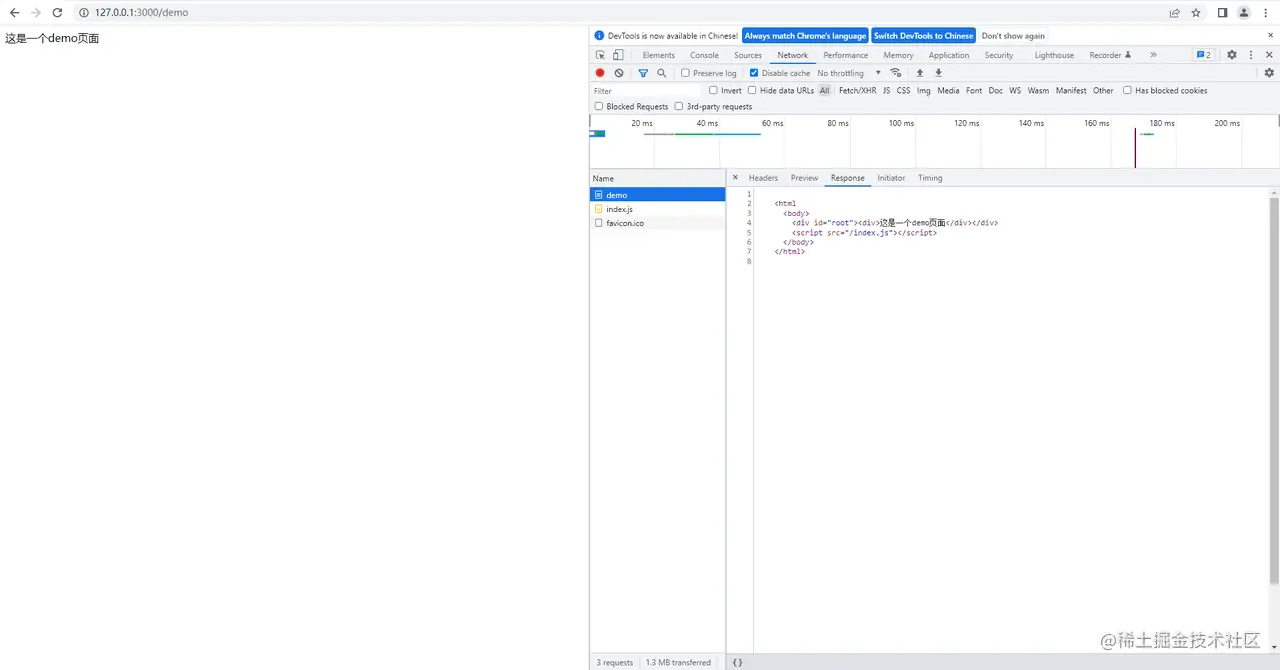 127.0.0.1:3000/demo
这是一个demo页面
DevTools is now available in Chinese! Always match Chrome's language Switch DevTools to Chinese Don't show again
Elements Console Sources Network Performance Memory Application Security Lighthouse Recorder » 2
Preserve log Disable cache No throttling
Filter Invert Hide data URLs All Fetch/XHR JS CSS Img Media Font Doc WS Wasm Manifest Other Has blocked cookies
Blocked Requests 3rd-party requests
20 ms 40 ms 60 ms 80 ms 100 ms 120 ms 140 ms 160 ms 180 ms 200 ms
Name
demo
index.js
favicon.ico
Headers Preview Response Initiator Timing
1
2 <html
3 <body>
4 <div id="root"><div>这是一个demo页面</div></div>
5 <script src="/index.js"></script>
6 </body>
7 </html>
8
@稀土掘金技术社区
3 requests 1.3 MB transferred {}